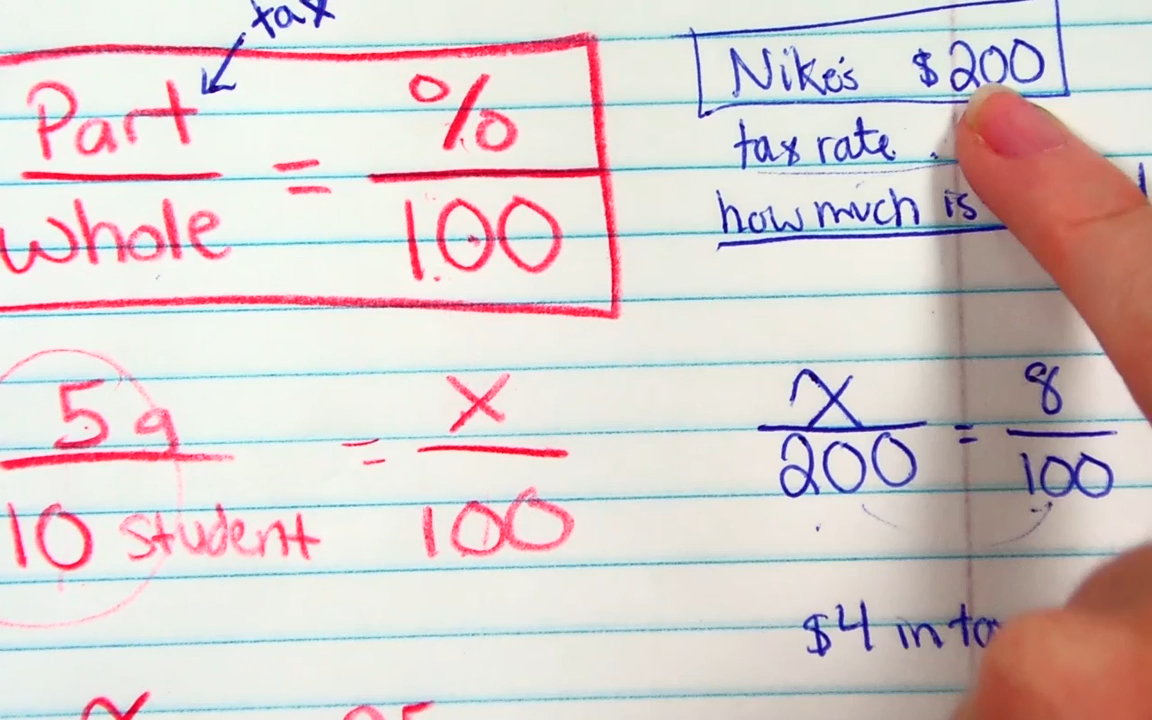 tax
Part
whole
=
%
100
Nike's $200
tax rate
how much is
5 g
10 student
=
x
100
x
200
=
8
100
$4 in ta